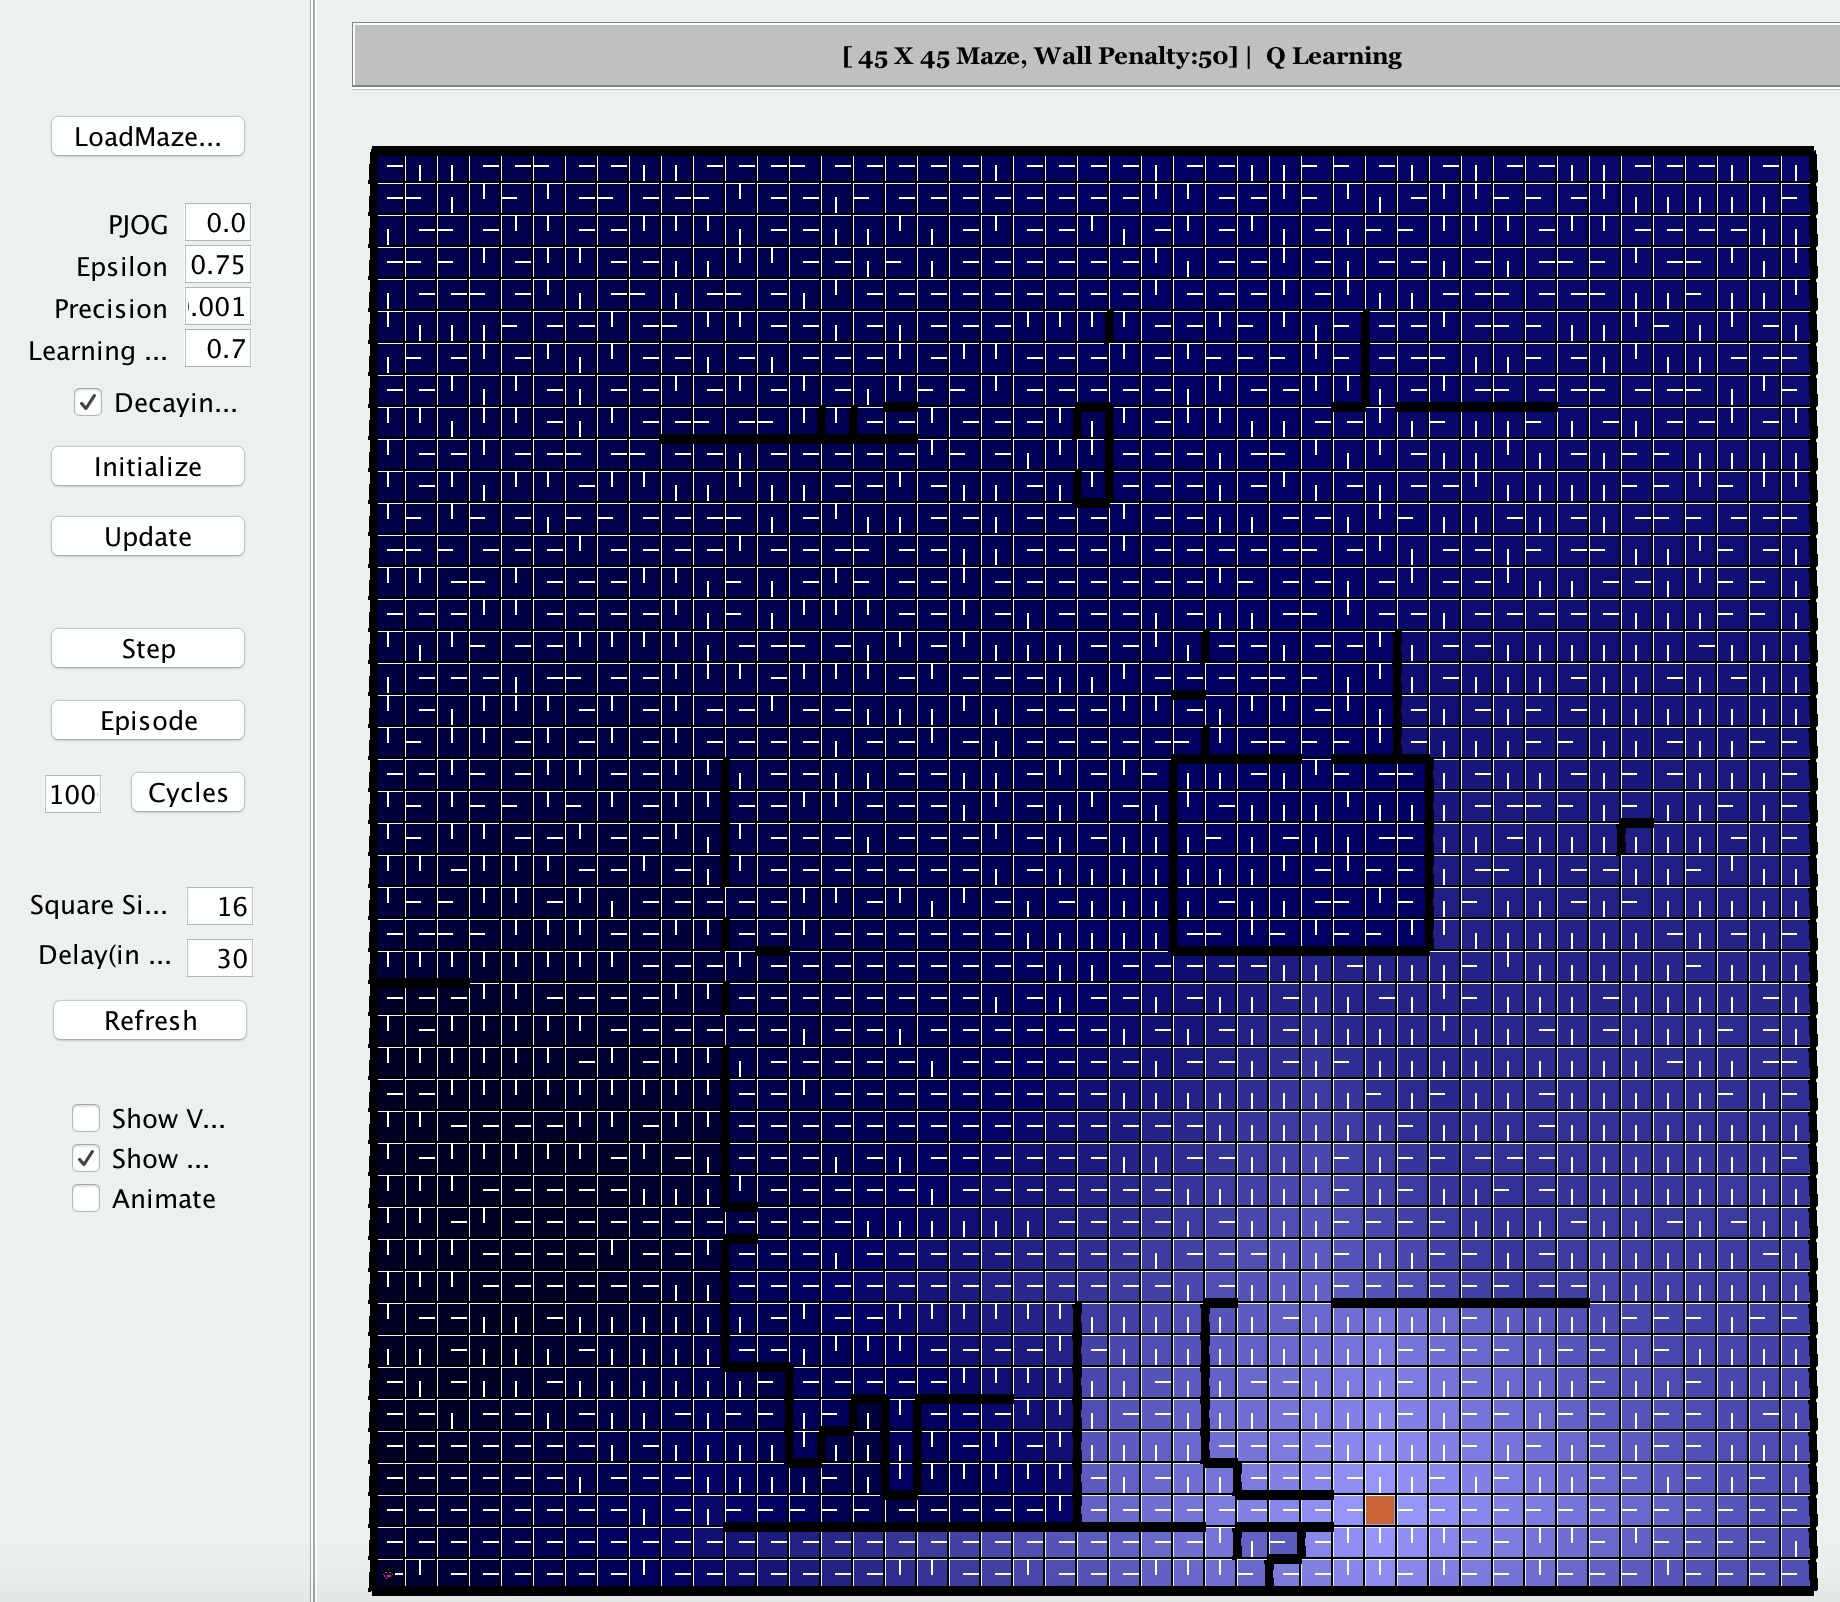 [ 45 X 45 Maze, Wall Penalty:50] | Q Learning
LoadMaze...
PJOG 0.0
Epsilon 0.75
Precision .001
Learning ... 0.7
Decayin...
Initialize
Update
Step
Episode
100 Cycles
Square Si... 16
Delay(in ... 30
Refresh
Show V...
Show ...
Animate